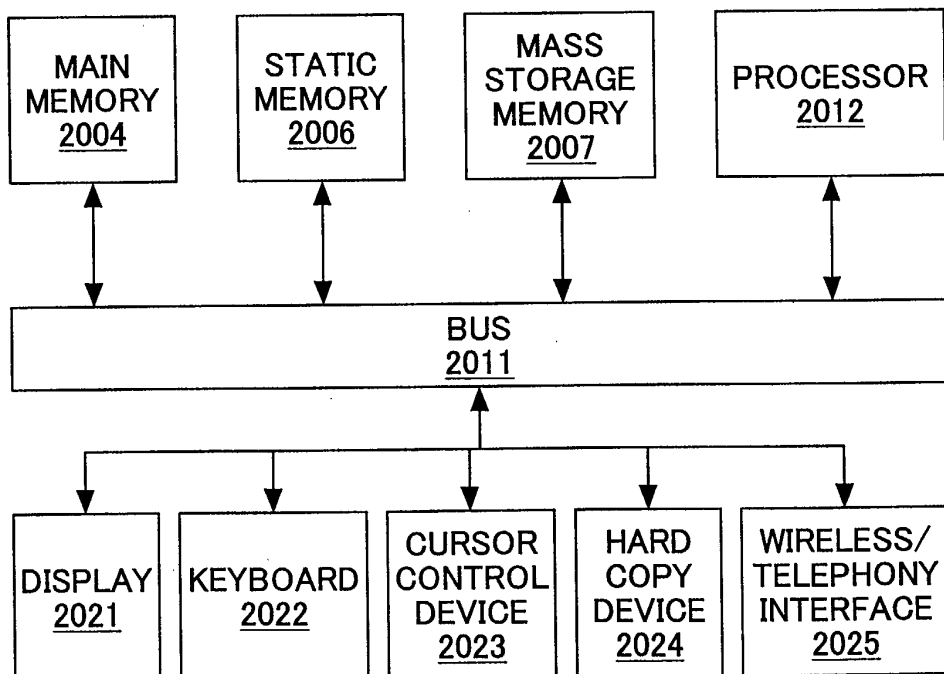 MAIN
MEMORY
2004
STATIC
MEMORY
2006
MASS
STORAGE
MEMORY
2007
PROCESSOR
2012
BUS
2011
DISPLAY
2021
KEYBOARD
2022
CURSOR
CONTROL
DEVICE
2023
HARD
COPY
DEVICE
2024
WIRELESS/
TELEPHONY
INTERFACE
2025